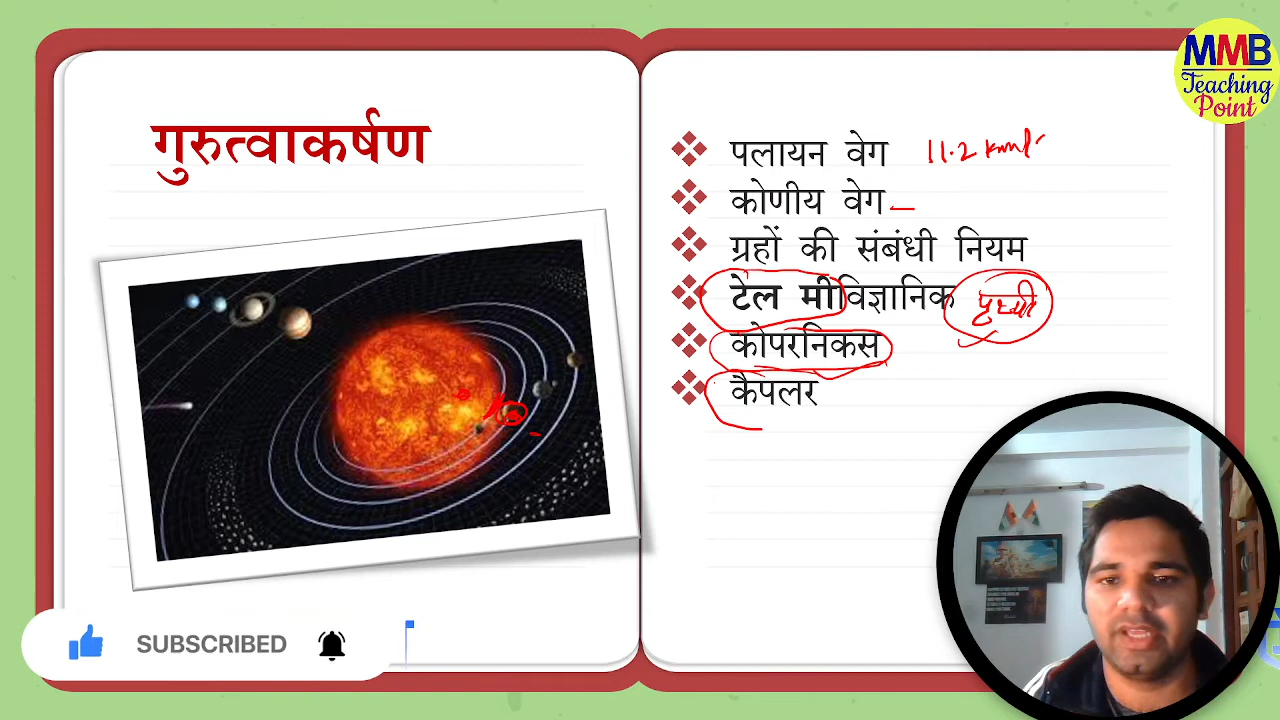 MMB
Teaching
Point
गुरुत्वाकर्षण
पलायन वेग 11.2 km/s
कोणीय वेग
ग्रहों की संबंधी नियम
टेल मी विज्ञानिक पृथ्वी
कोपरनिकस
कैपलर
SUBSCRIBED